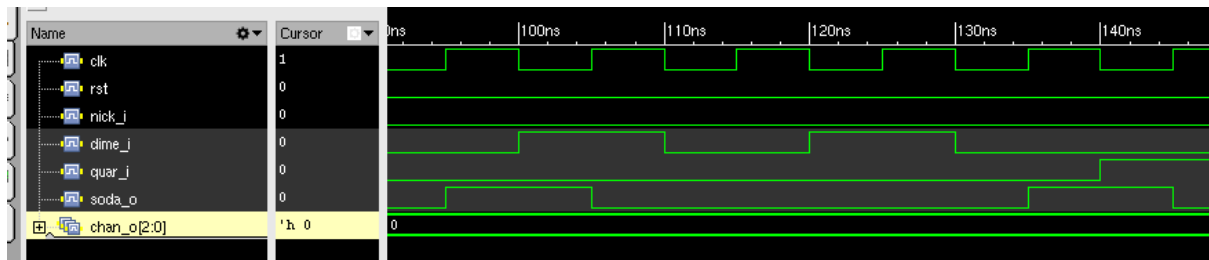 Name Cursor 0ns 100ns 110ns 120ns 130ns 140ns
clk 1
rst 0
nick_i 0
dime_i 0
quar_i 0
soda_o 0
chan_o[2:0] 'h 0 0